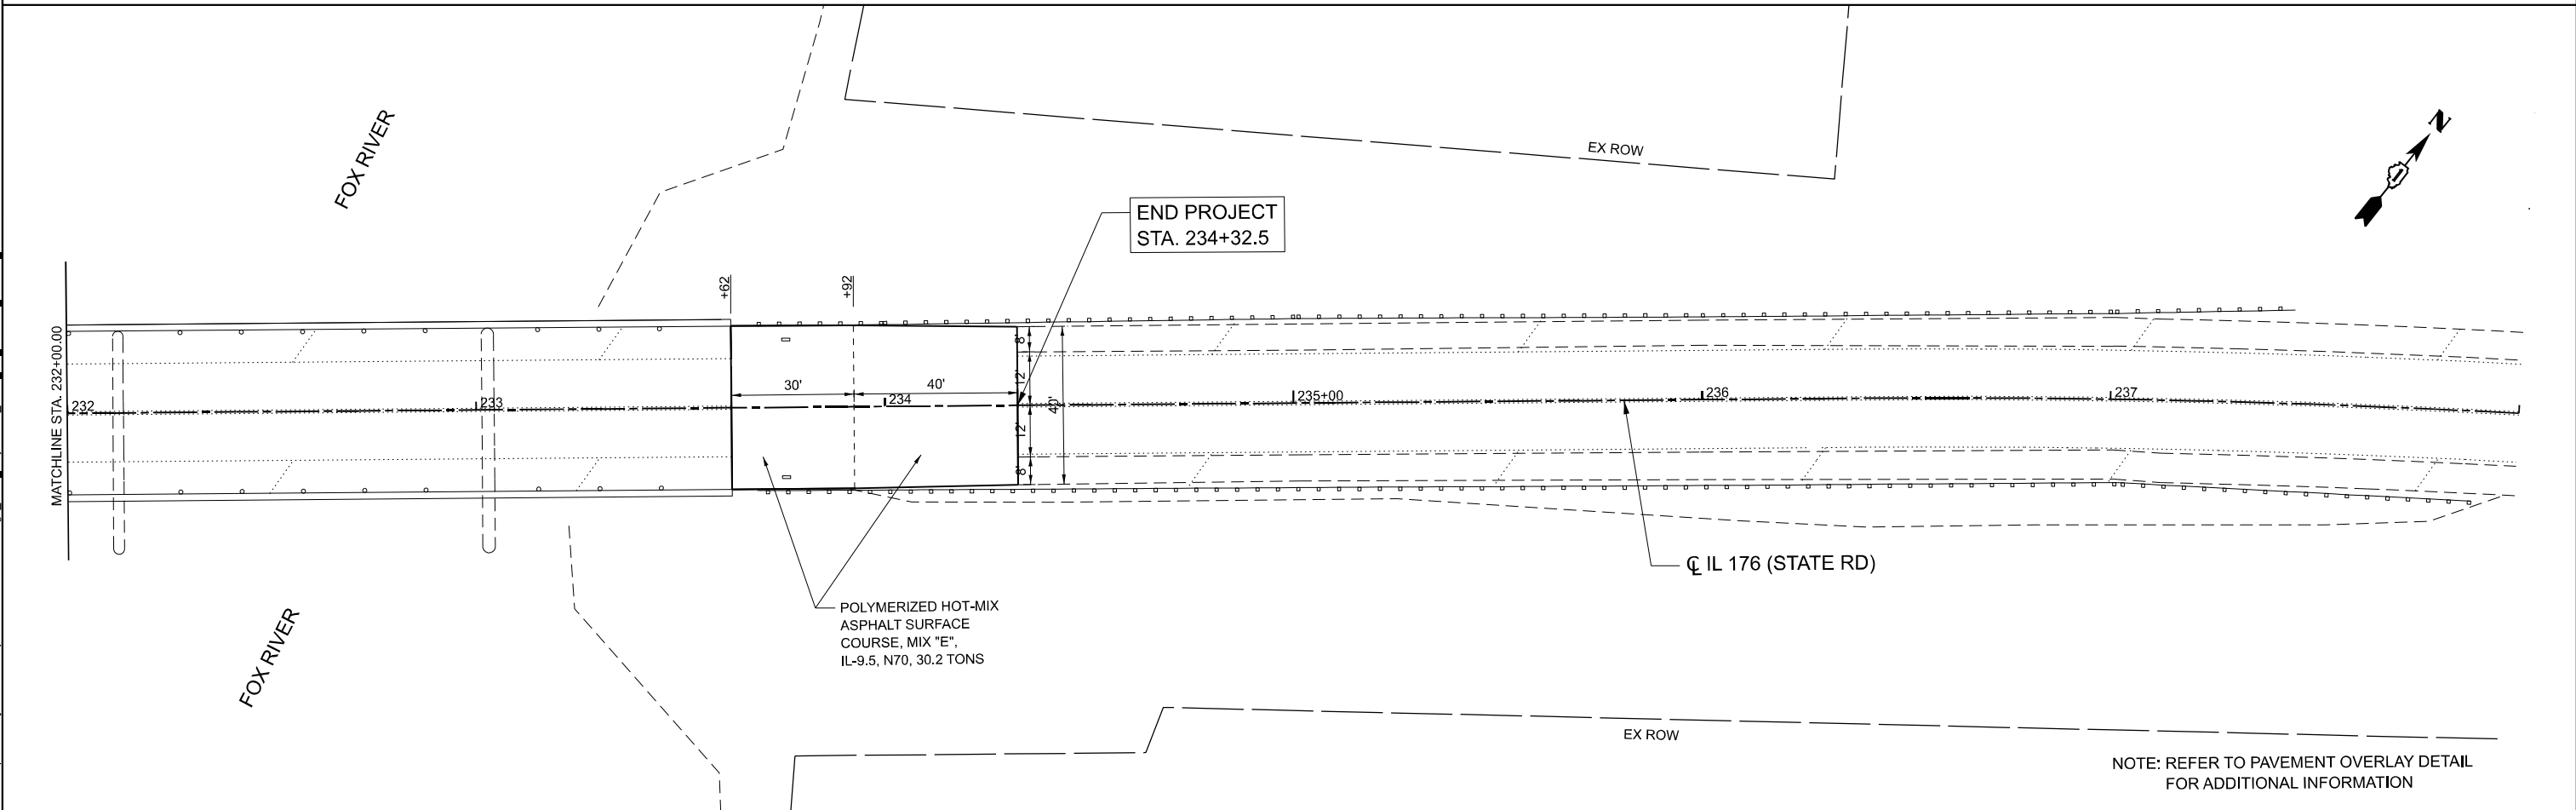 FOX RIVER
EX ROW
N
END PROJECT
STA. 234+32.5
+62
+92
MATCHLINE STA. 232+00.00
8'
12'
40'
12'
8'
30'
40'
232
233
234
235+00
236
237
℄ IL 176 (STATE RD)
POLYMERIZED HOT-MIX
ASPHALT SURFACE
COURSE, MIX "E",
IL-9.5, N70, 30.2 TONS
FOX RIVER
EX ROW
NOTE: REFER TO PAVEMENT OVERLAY DETAIL
FOR ADDITIONAL INFORMATION